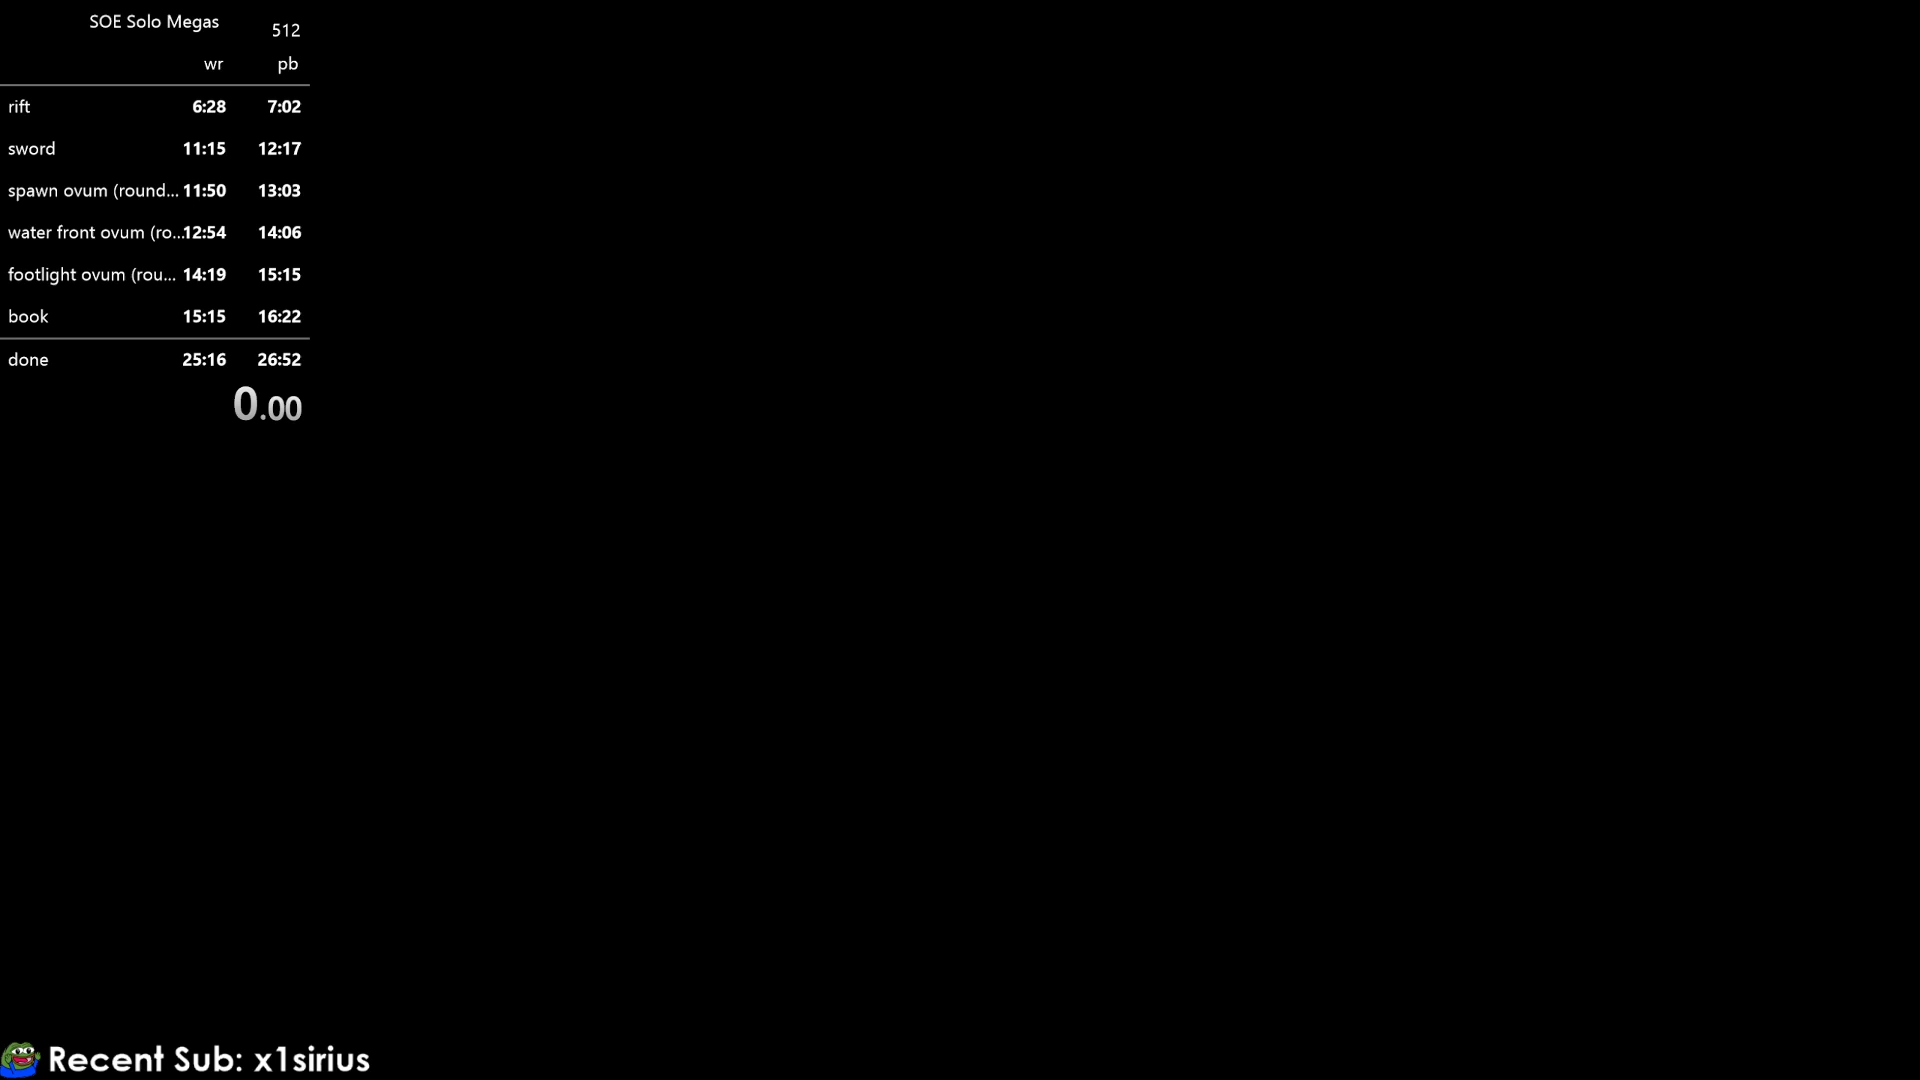 SOE Solo Megas
512
wr pb
rift 6:28 7:02
sword 11:15 12:17
spawn ovum (round... 11:50 13:03
water front ovum (ro... 12:54 14:06
footlight ovum (rou... 14:19 15:15
book 15:15 16:22
done 25:16 26:52
0.00
Recent Sub: x1sirius